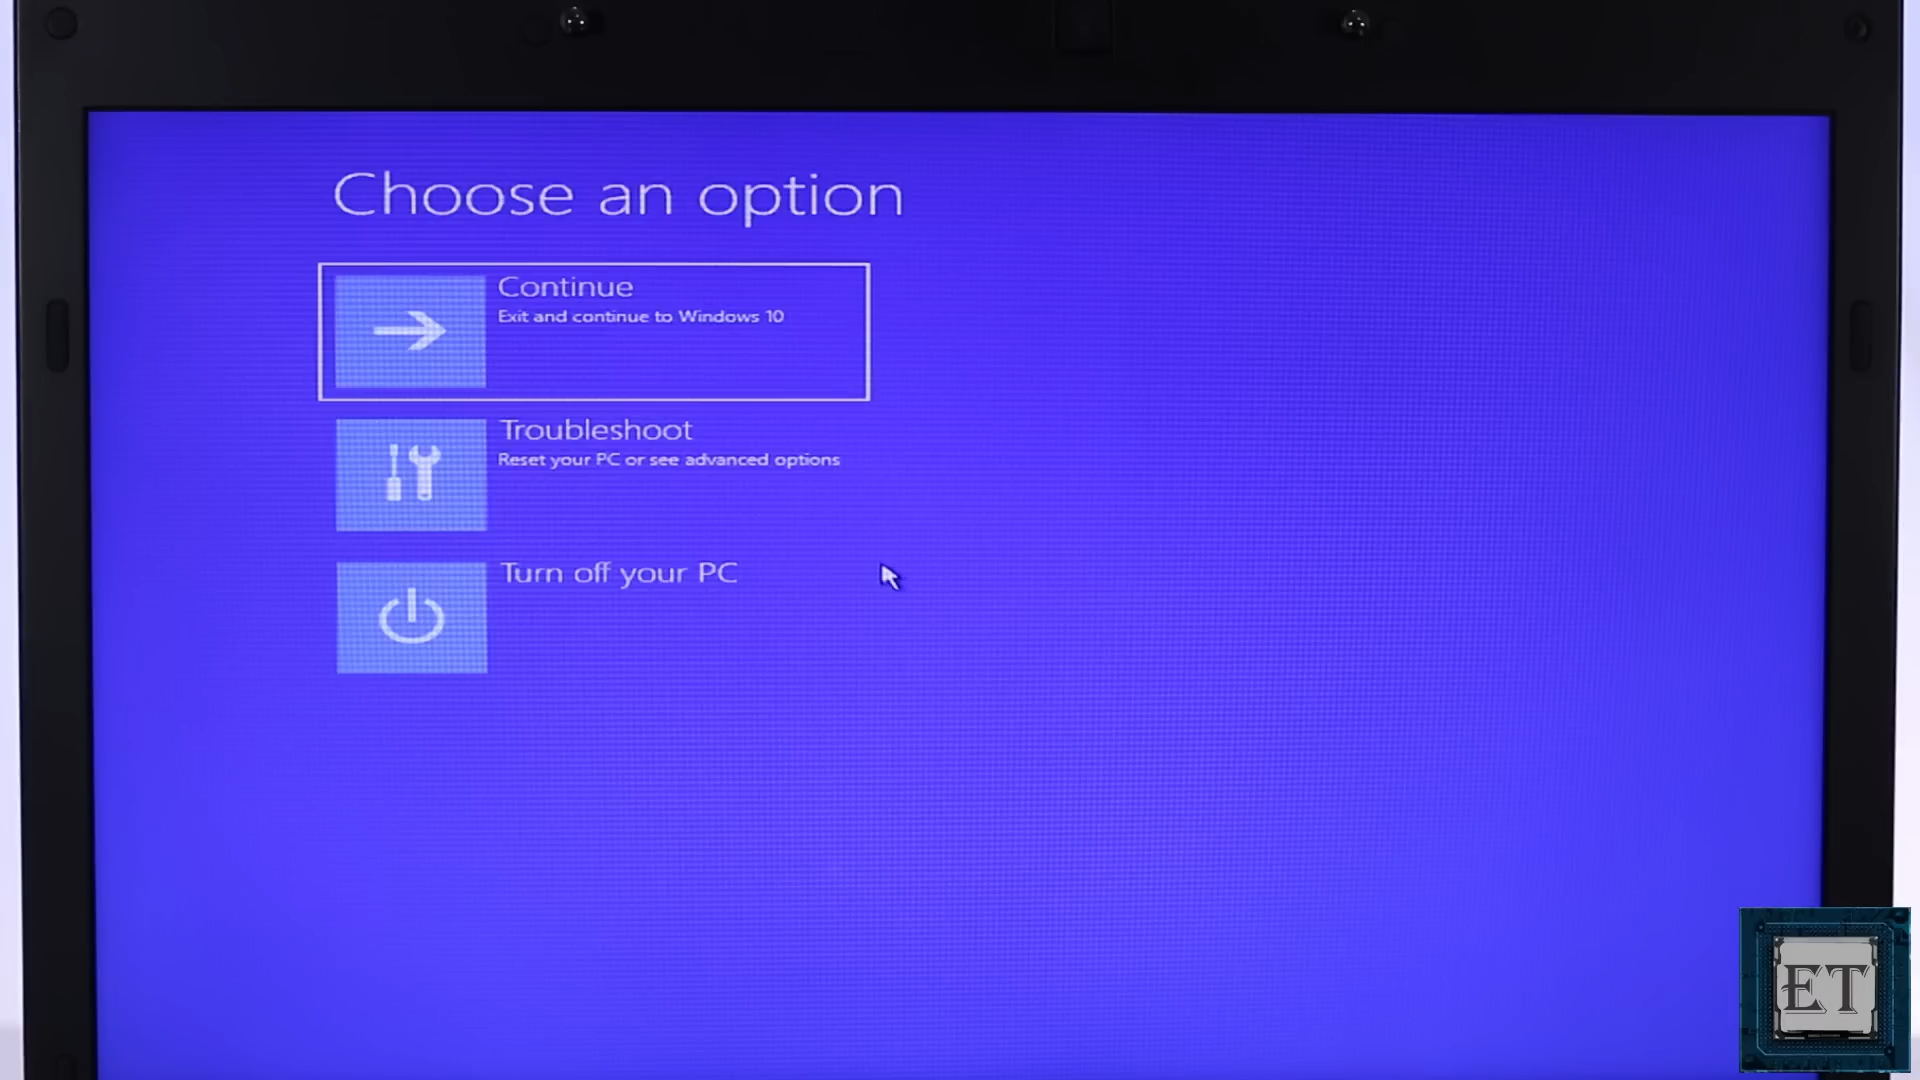 Choose an option
Continue
Exit and continue to Windows 10
Troubleshoot
Reset your PC or see advanced options
Turn off your PC
ET